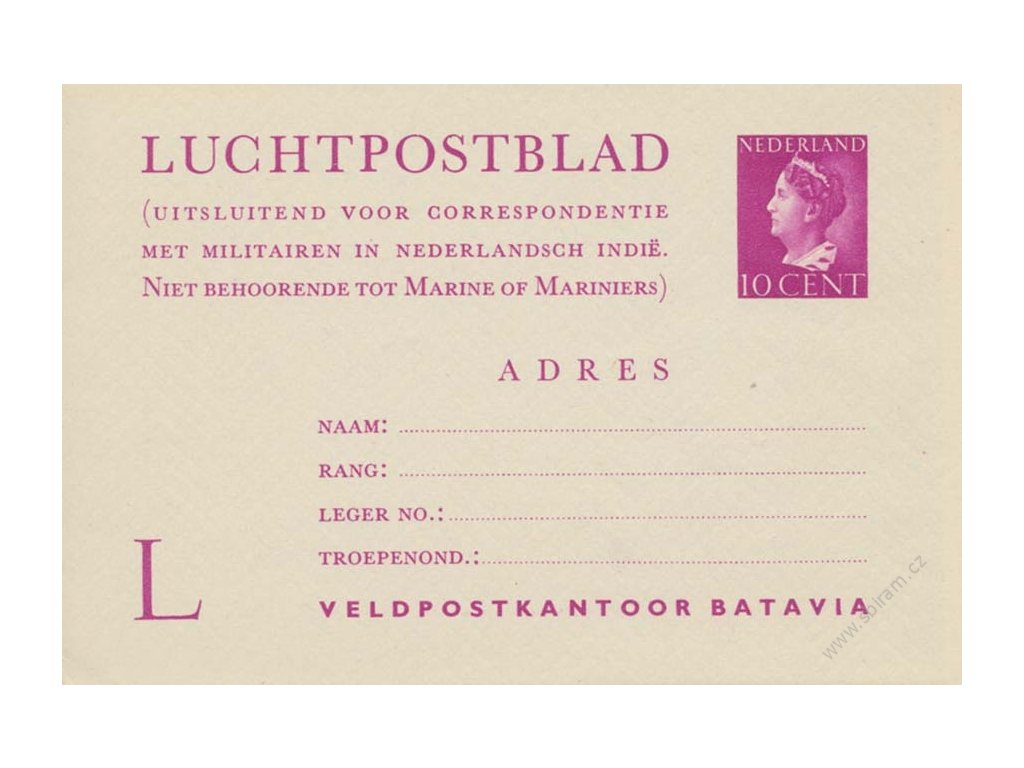 LUCHTPOSTBLAD
(UITSLUITEND VOOR CORRESPONDENTIE
MET MILITAIREN IN NEDERLANDSCH INDIË.
NIET BEHOORENDE TOT MARINE OF MARINIERS)
NEDERLAND
10 CENT
ADRES
NAAM:
RANG:
LEGER NO.:
TROEPENOND.:
L
VELDPOSTKANTOOR BATAVIA
www.sbiram.cz